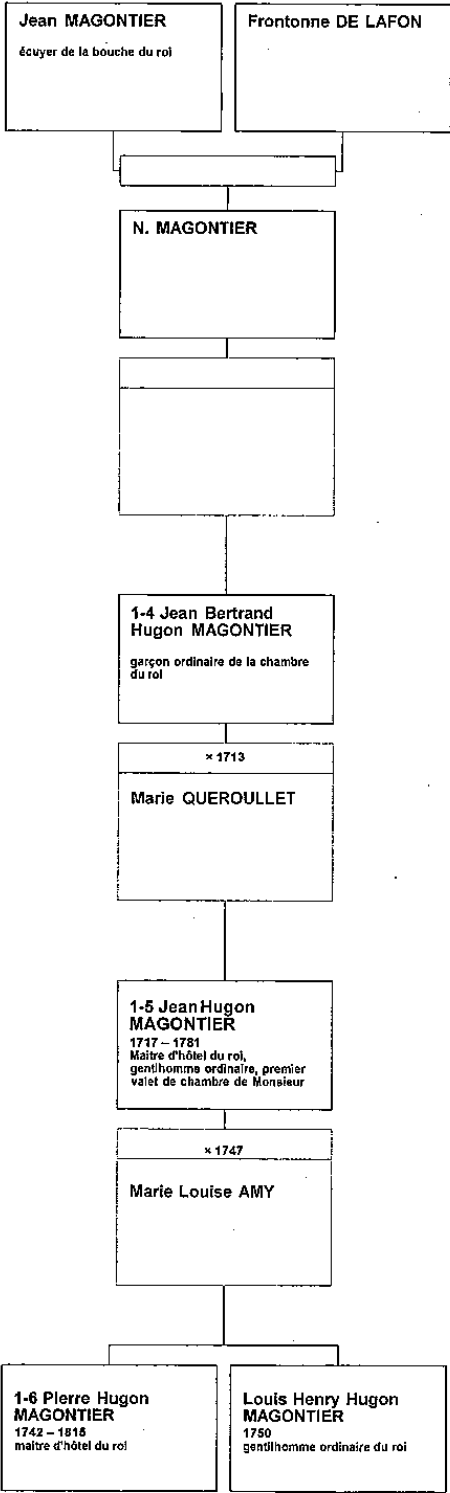 Jean MAGONTIER
écuyer de la bouche du roi
Frontonne DE LAFON
N. MAGONTIER
1-4 Jean Bertrand
Hugon MAGONTIER
garçon ordinaire de la chambre
du roi
× 1713
Marie QUEROULLET
1-5 Jean Hugon
MAGONTIER
1717 – 1781
Maitre d'hôtel du roi,
gentilhomme ordinaire, premier
valet de chambre de Monsieur
× 1747
Marie Louise AMY
1-6 Pierre Hugon
MAGONTIER
1742 – 1815
maitre d'hôtel du roi
Louis Henry Hugon
MAGONTIER
1750
gentilhomme ordinaire du roi